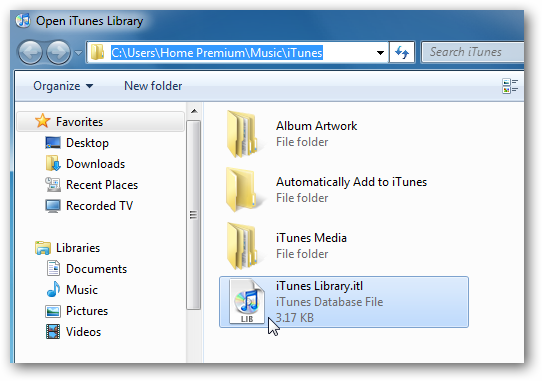 Open iTunes Library
C:\Users\Home Premium\Music\iTunes
Search iTunes
Organize
New folder
Favorites
Desktop
Downloads
Recent Places
Recorded TV
Libraries
Documents
Music
Pictures
Videos
Album Artwork
File folder
Automatically Add to iTunes
File folder
iTunes Media
File folder
iTunes Library.itl
iTunes Database File
3.17 KB
LIB